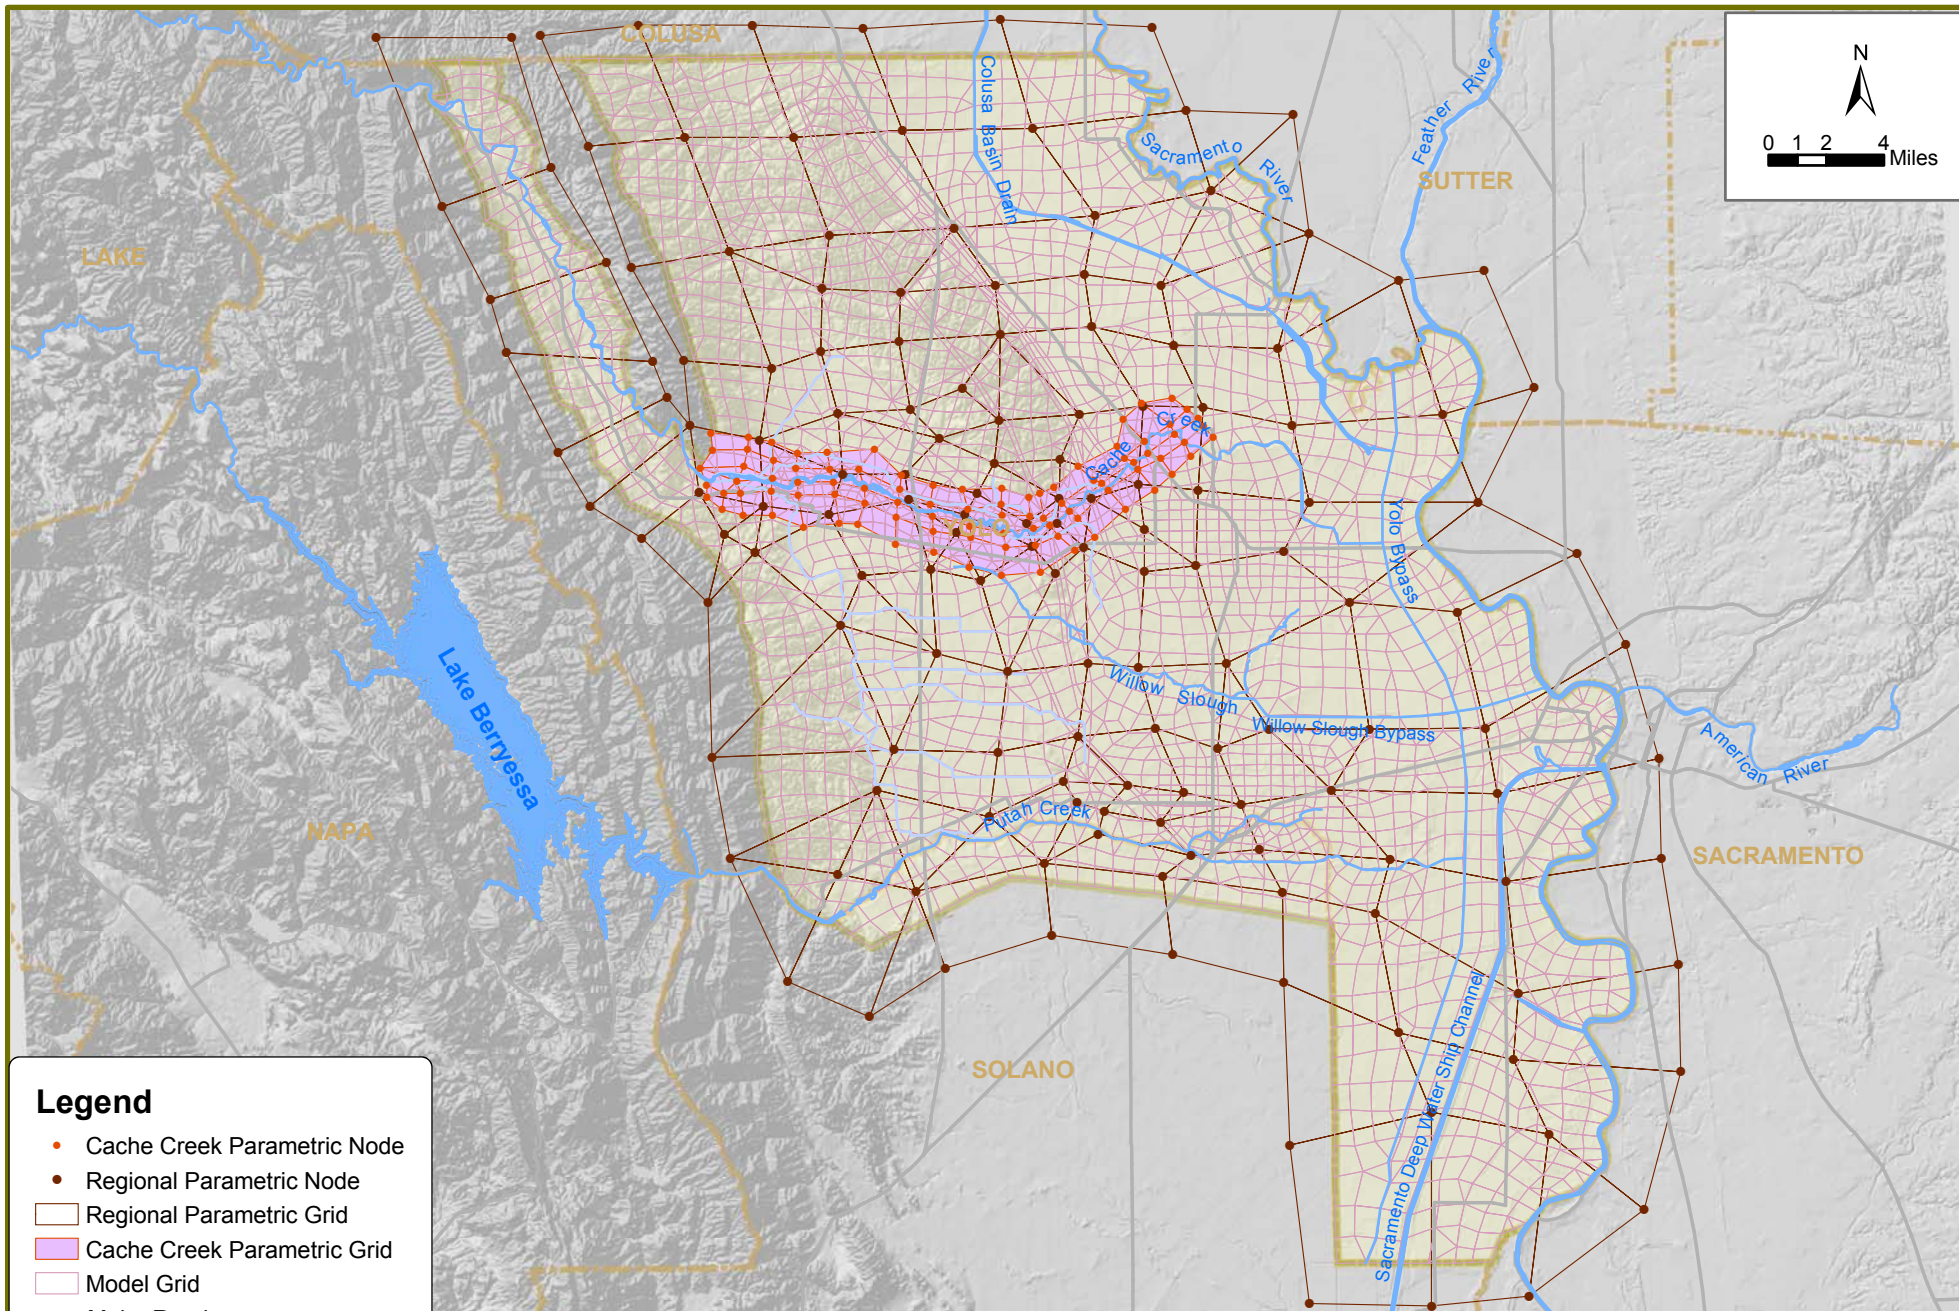 COLUSA
N
0 1 2 4 Miles
Colusa Basin Drain
Sacramento River
Feather River
SUTTER
LAKE
Cache Creek
YOLO
Yolo Bypass
Lake Berryessa
Willow Slough
Willow Slough Bypass
American River
Putah Creek
NAPA
SACRAMENTO
SOLANO
Sacramento Deep Water Ship Channel
Legend
Cache Creek Parametric Node
Regional Parametric Node
Regional Parametric Grid
Cache Creek Parametric Grid
Model Grid